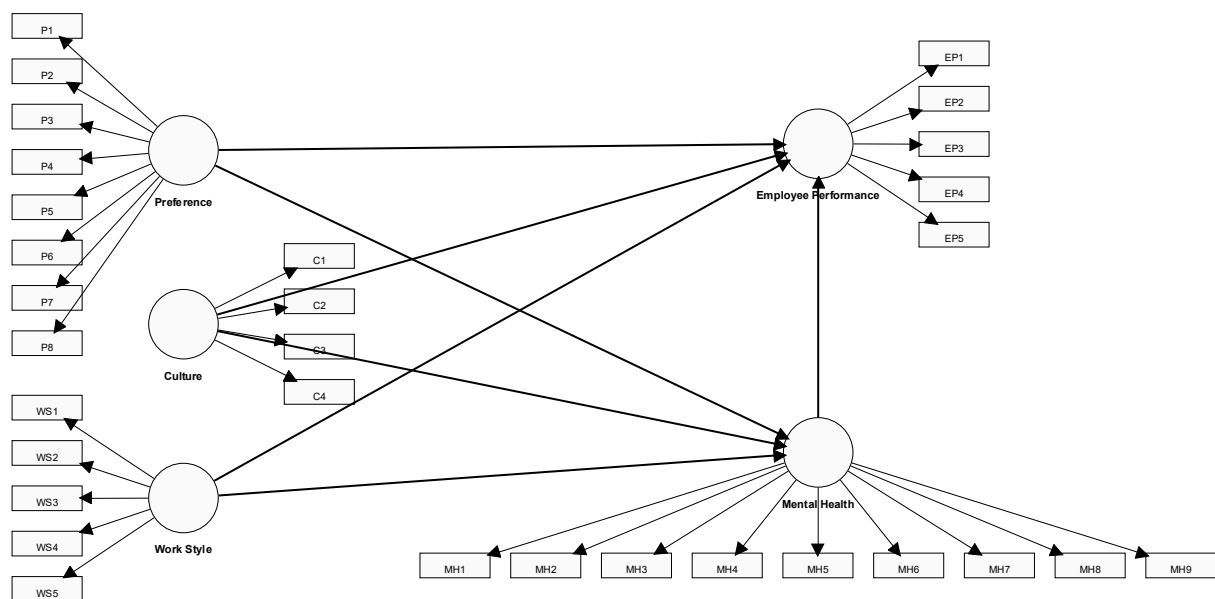 P1
P2
P3
P4
P5
P6
P7
P8
Preference
EP1
EP2
EP3
EP4
EP5
Employee Performance
C1
C2
C3
C4
Culture
WS1
WS2
WS3
WS4
WS5
Work Style
Mental Health
MH1
MH2
MH3
MH4
MH5
MH6
MH7
MH8
MH9